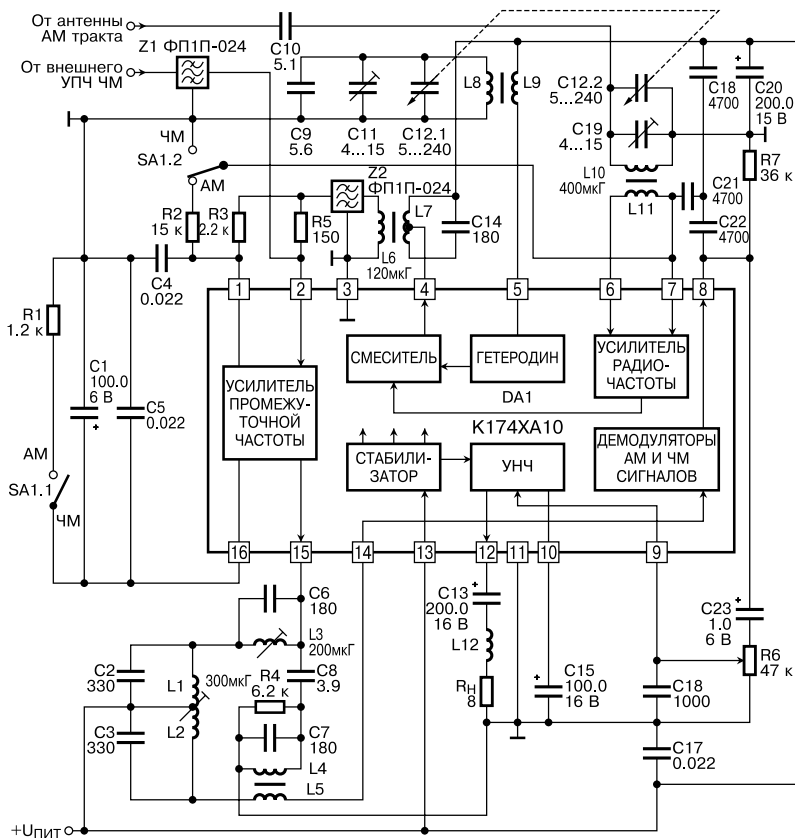 От антенны
АМ тракта
C10
5.1
Z1 ФП1П-024
От внешнего
УПЧ ЧМ
C9
5.6
C11
4...15
C12.1
5...240
L8
L9
C12.2
5...240
C19
4...15
L10
400мкГ
L11
C18
4700
+
C20
200.0
15 В
R7
36 к
C21
4700
C22
4700
ЧМ
SA1.2
АМ
R2
15 к
R3
2.2 к
R5
150
Z2
ФП1П-024
L7
L6
120мкГ
C14
180
C4
0.022
R1
1.2 к
C1
100.0
6 В
+
C5
0.022
АМ
SA1.1
ЧМ
1
2
3
4
5
6
7
8
УСИЛИТЕЛЬ
ПРОМЕЖУ-
ТОЧНОЙ
ЧАСТОТЫ
СМЕСИТЕЛЬ
ГЕТЕРОДИН
УСИЛИТЕЛЬ
РАДИО-
ЧАСТОТЫ
DA1
К174ХА10
СТАБИЛИ-
ЗАТОР
УНЧ
ДЕМОДУЛЯТОРЫ
АМ И ЧМ
СИГНАЛОВ
16
15
14
13
12
11
10
9
C6
180
L3
200мкГ
C2
330
C3
330
L1
300мкГ
L2
R4
6.2 к
C8
3.9
C7
180
L4
L5
+
C13
200.0
16 В
L12
RН
8
+
C15
100.0
16 В
C18
1000
C17
0.022
+
C23
1.0
6 В
R6
47 к
+UПИТ